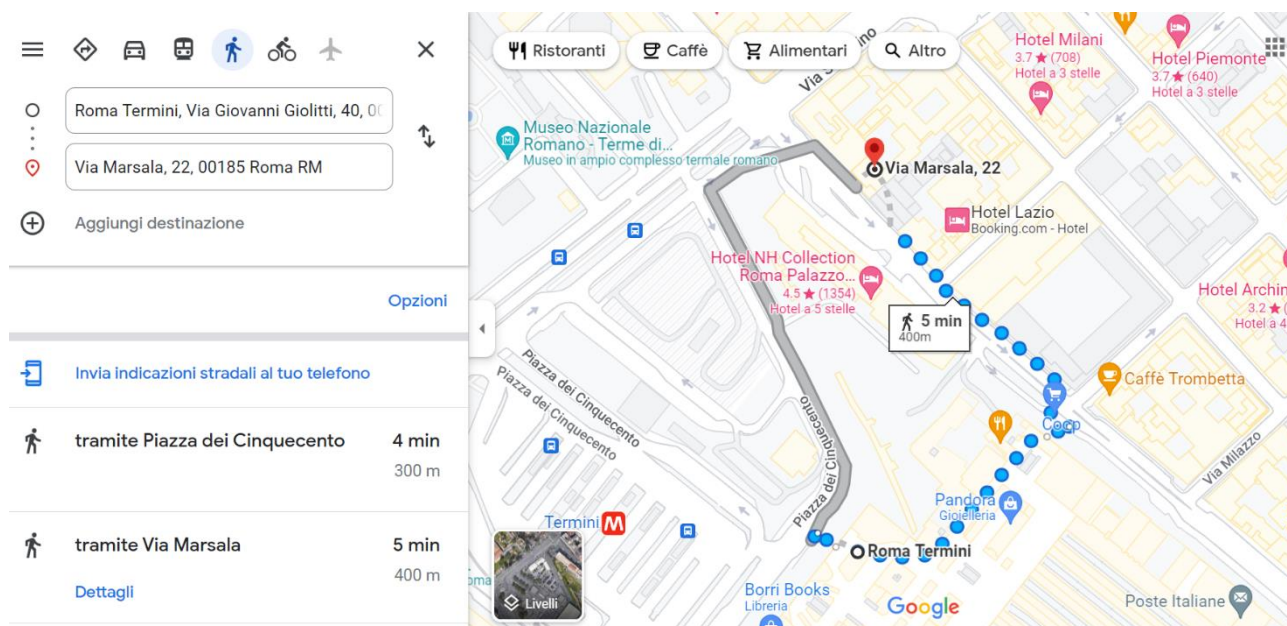 Roma Termini, Via Giovanni Giolitti, 40, 00
Via Marsala, 22, 00185 Roma RM
Aggiungi destinazione
Opzioni
Invia indicazioni stradali al tuo telefono
tramite Piazza dei Cinquecento 4 min
300 m
tramite Via Marsala 5 min
400 m
Dettagli
Ristoranti
Caffè
Alimentari
Altro
Hotel Milani
3.7 ★ (708)
Hotel a 3 stelle
Hotel Piemonte
3.7 ★ (640)
Hotel a 3 stelle
Museo Nazionale
Romano - Terme di...
Museo in ampio complesso termale romano
Via Marsala, 22
Hotel Lazio
Booking.com - Hotel
Hotel NH Collection
Roma Palazzo...
4.5 ★ (1354)
Hotel a 5 stelle
5 min
400m
Hotel Archin
3.2 ★ (
Hotel a 4
Caffè Trombetta
Coop
Via Milazzo
Piazza dei Cinquecento
Piazza dei Cinquecento
Piazza dei Cinquecento
Pandora
Gioielleria
Termini M
Roma Termini
Borri Books
Libreria
Google
Poste Italiane
Livelli